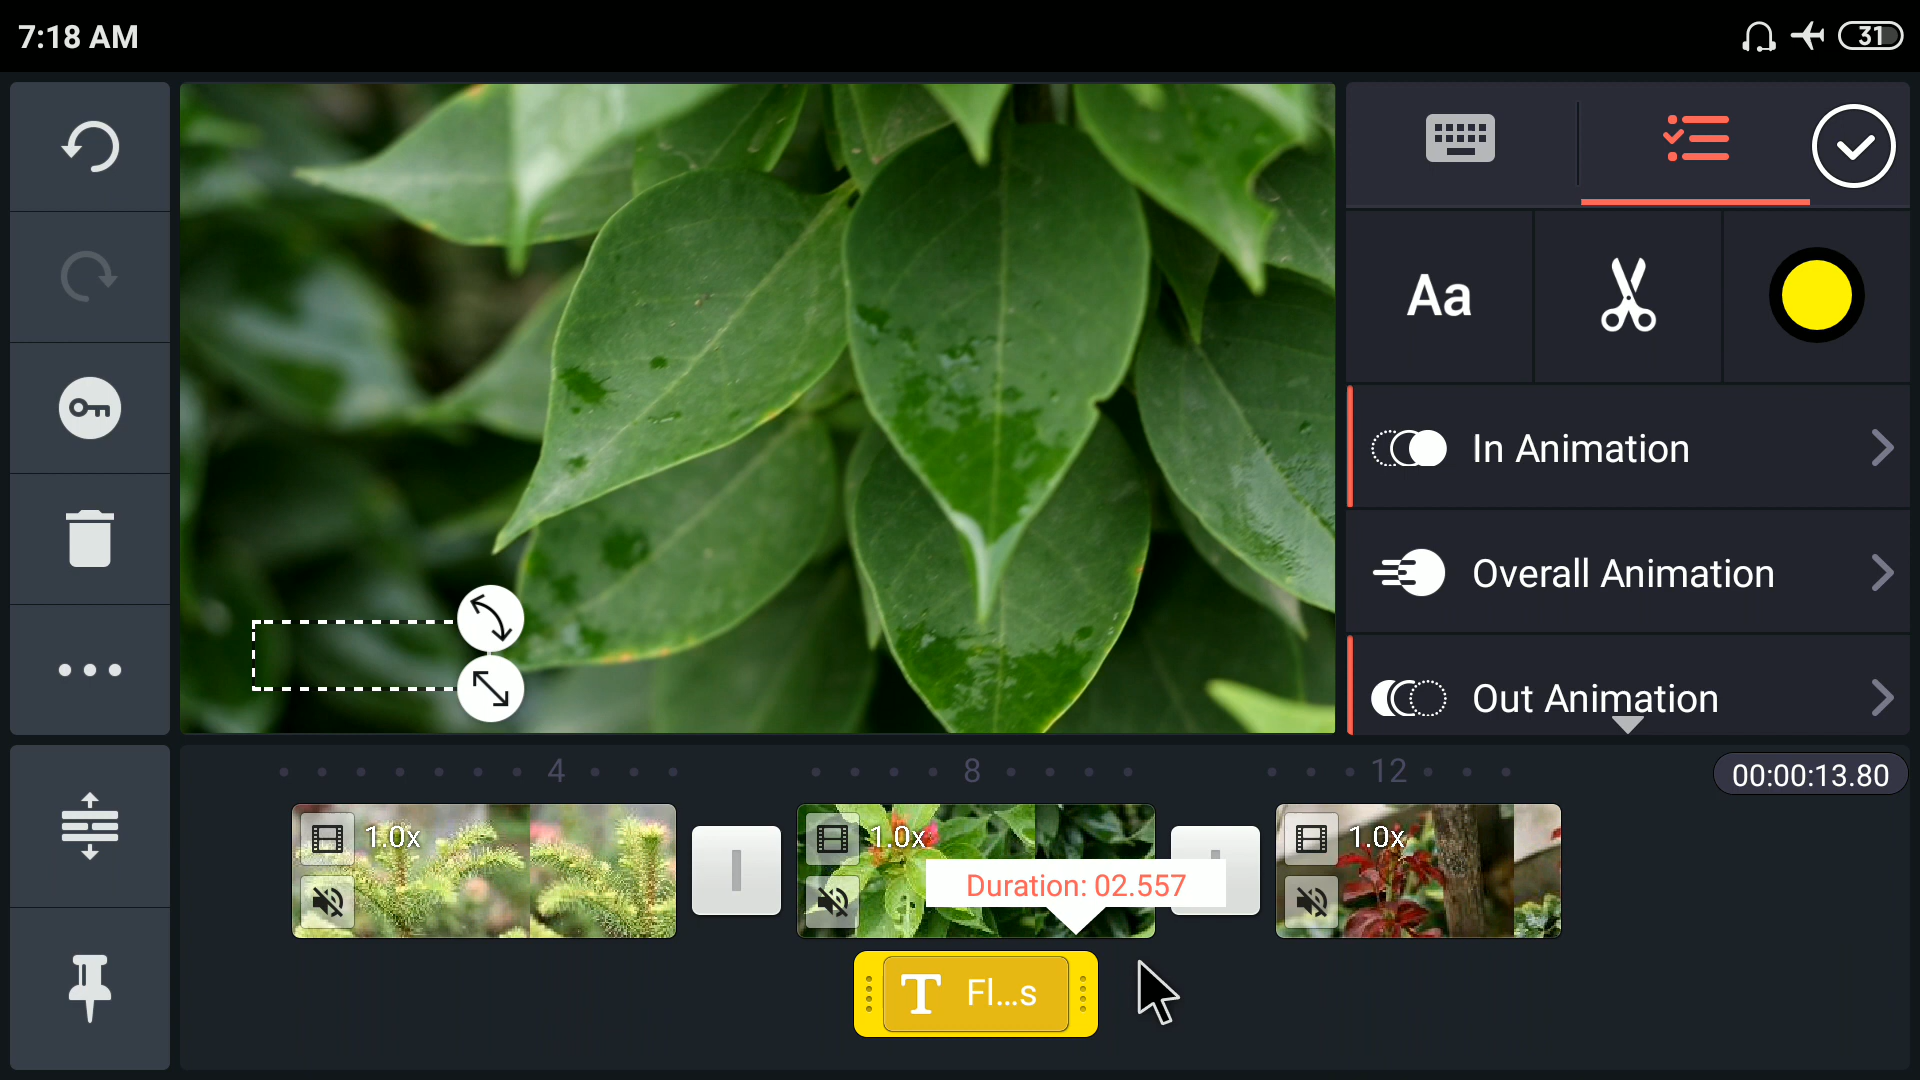 7:18 AM
31
Aa
In Animation
Overall Animation
Out Animation
4
8
12
00:00:13.80
1.0x
1.0x
1.0x
Duration: 02.557
T Fl...s